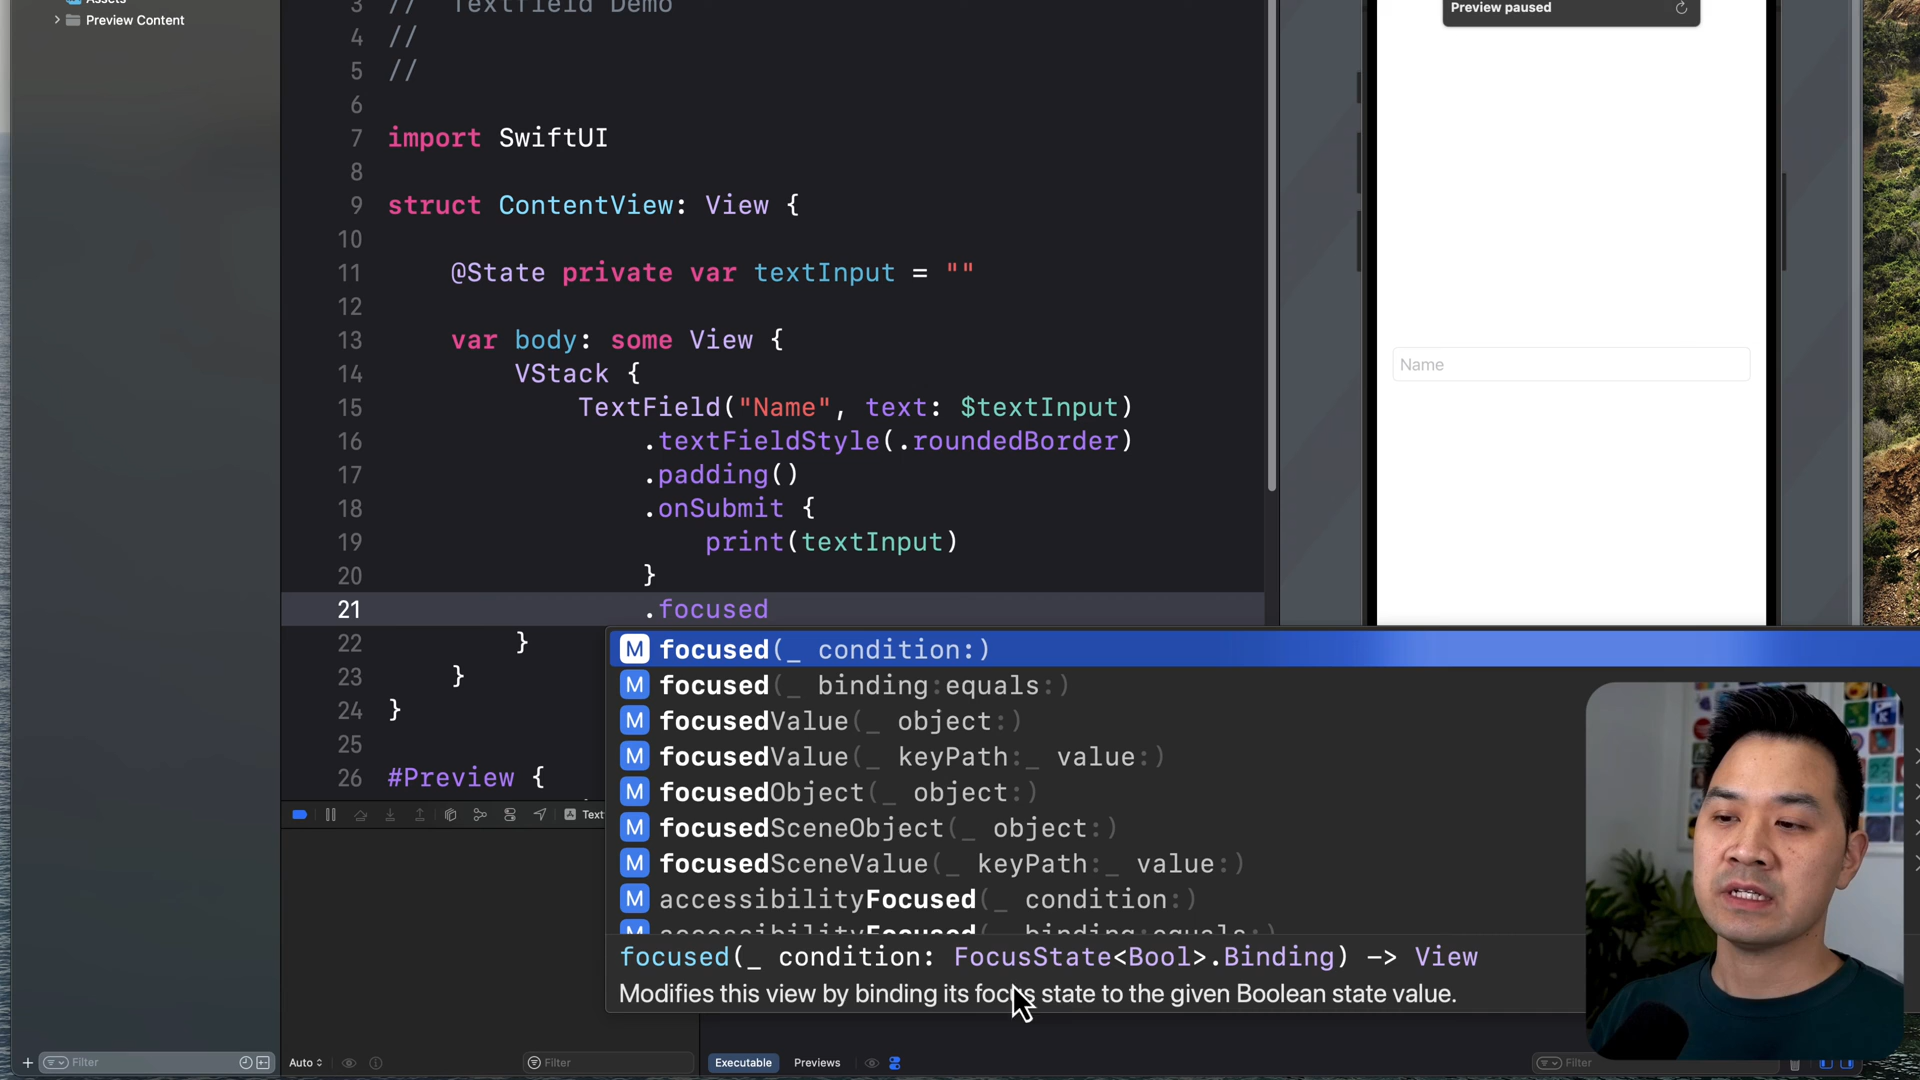 Assets
Preview Content
3 // Textfield Demo
4 //
5 //
6
7 import SwiftUI
8
9 struct ContentView: View {
10
11 @State private var textInput = ""
12
13 var body: some View {
14 VStack {
15 TextField("Name", text: $textInput)
16 .textFieldStyle(.roundedBorder)
17 .padding()
18 .onSubmit {
19 print(textInput)
20 }
21 .focused
22 }
23 }
24 }
25
26 #Preview {
M focused(_ condition:)
M focused(_ binding:equals:)
M focusedValue(_ object:)
M focusedValue(_ keyPath:_ value:)
M focusedObject(_ object:)
M focusedSceneObject(_ object:)
M focusedSceneValue(_ keyPath:_ value:)
M accessibilityFocused(_ condition:)
M accessibilityFocused(_ binding:equals:)
focused(_ condition: FocusState<Bool>.Binding) -> View
Modifies this view by binding its focus state to the given Boolean state value.
Text
Preview paused
Name
Filter
Auto
Filter
Executable
Previews
Filter